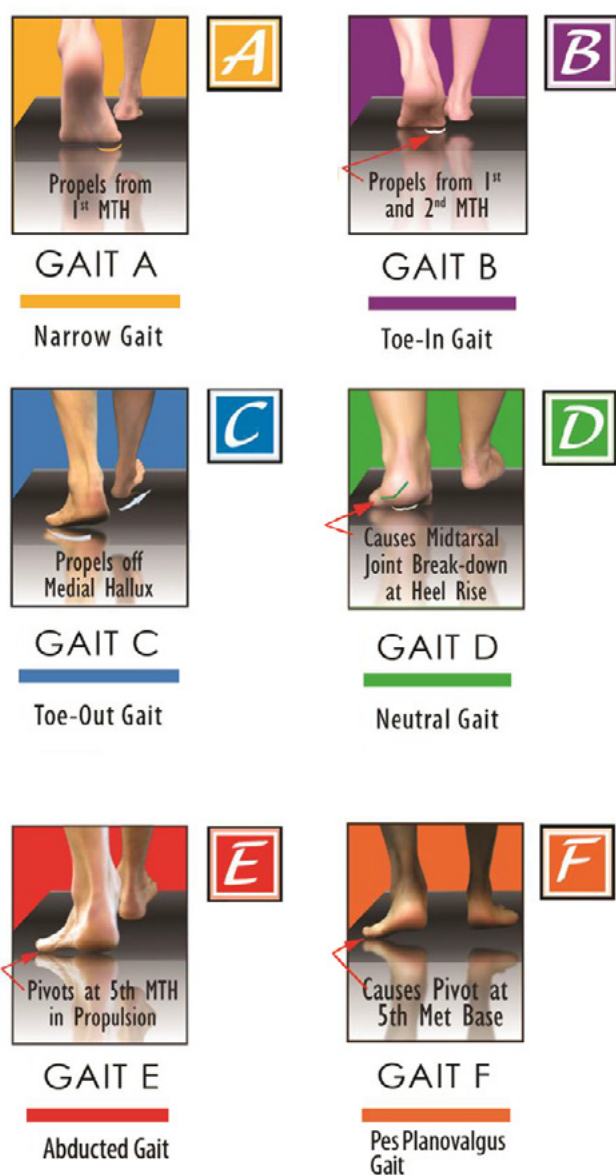 A
B
Propels from
1st MTH
Propels from 1st
and 2nd MTH
GAIT A
GAIT B
Narrow Gait
Toe-In Gait
C
D
Propels off
Medial Hallux
Causes Midtarsal
Joint Break-down
at Heel Rise
GAIT C
GAIT D
Toe-Out Gait
Neutral Gait
E
F
Pivots at 5th MTH
in Propulsion
Causes Pivot at
5th Met Base
GAIT E
GAIT F
Abducted Gait
Pes Planovalgus
Gait